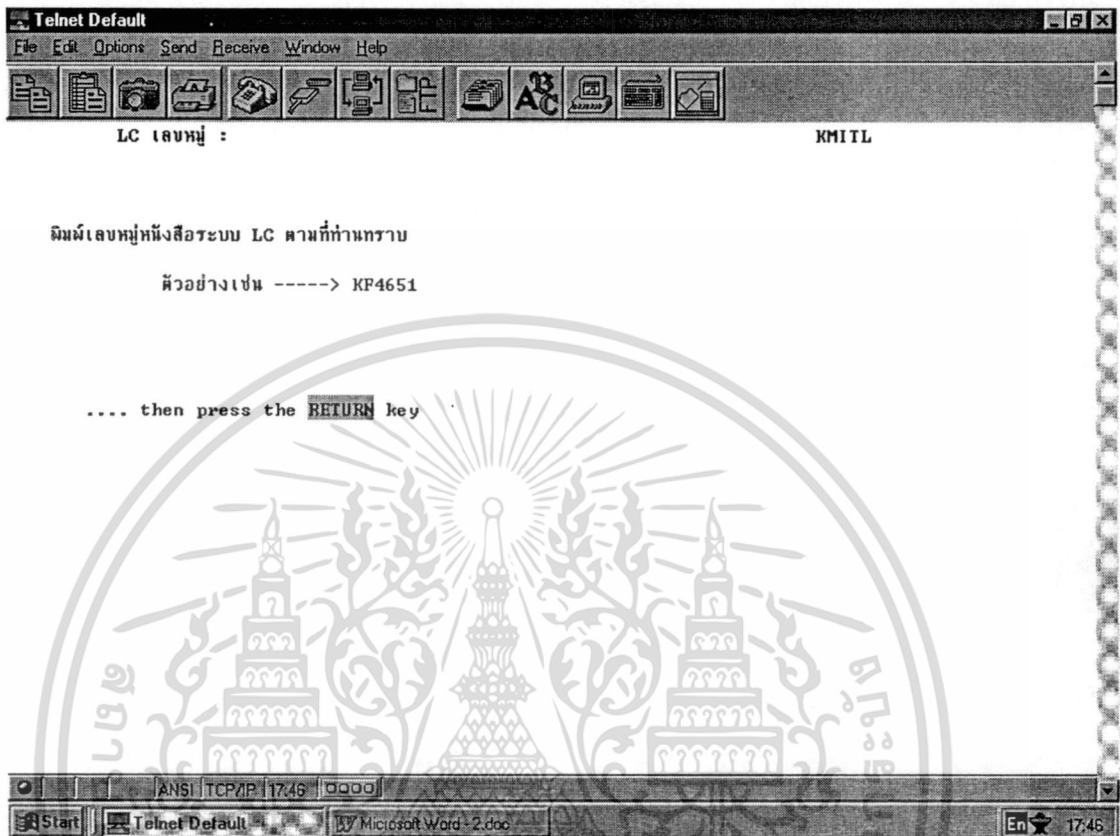 Telnet Default
File Edit Options Send Receive Window Help
LC เลขหมู่ : KMITL
พิมพ์เลขหมู่หนังสือระบบ LC ตามที่ท่านทราบ
ตัวอย่างเช่น -----> KF4651
.... then press the RETURN key
ANSI TCP/IP 17:46
Start Telnet Default Microsoft Word - 2.doc En 17:46